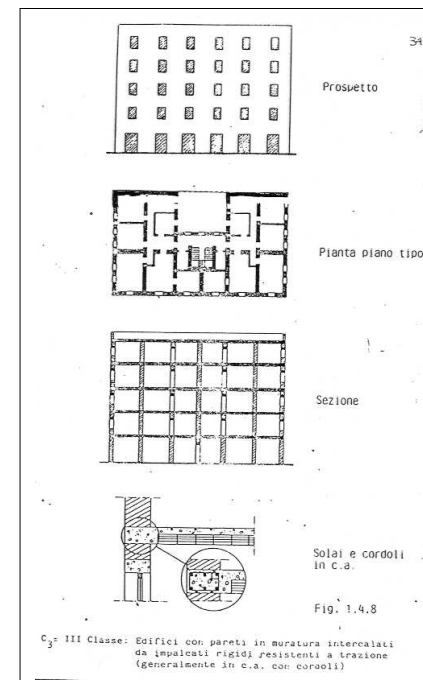 34
Prospetto
Pianta piano tipo
Sezione
Solai e cordoli
in c.a.
Fig. 1.4.8
C3= III Classe: Edifici con pareti in muratura intercalati
da impalcati rigidi resistenti a trazione
(generalmente in c.a. con cordoli)